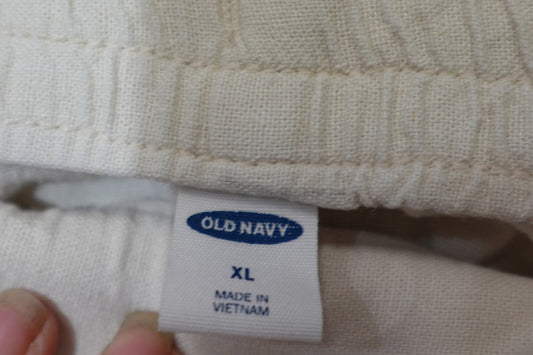 OLD NAVY
XL
MADE IN
VIETNAM